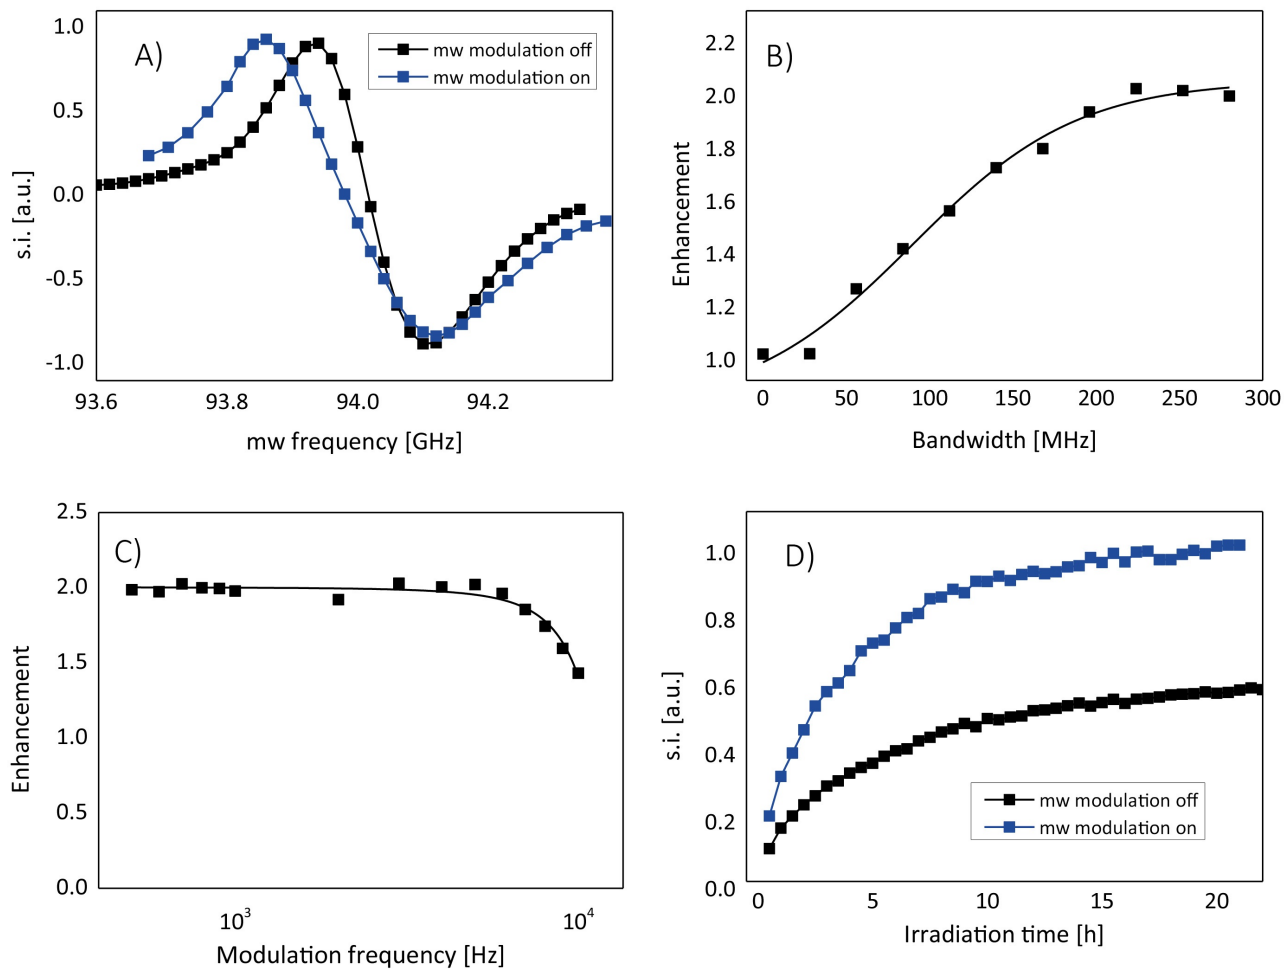 A)
mw modulation off
mw modulation on
1.0
0.5
0.0
-0.5
-1.0
s.i. [a.u.]
93.6 93.8 94.0 94.2
mw frequency [GHz]
B)
2.2
2.0
1.8
1.6
1.4
1.2
1.0
Enhancement
0 50 100 150 200 250 300
Bandwidth [MHz]
C)
2.5
2.0
1.5
1.0
0.5
0.0
Enhancement
10³ 10⁴
Modulation frequency [Hz]
D)
1.0
0.8
0.6
0.4
0.2
0.0
s.i. [a.u.]
mw modulation off
mw modulation on
0 5 10 15 20
Irradiation time [h]